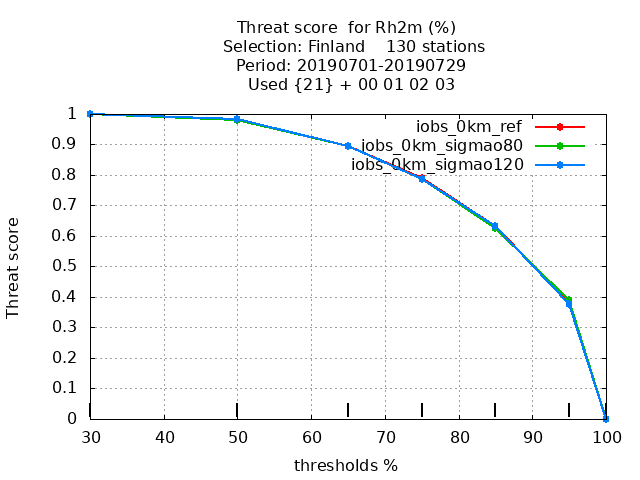 Threat score  for Rh2m (%)
Selection: Finland    130 stations
Period: 20190701-20190729
Used {21} + 00 01 02 03
iobs_0km_ref
iobs_0km_sigmao80
iobs_0km_sigmao120
Threat score
1
0.9
0.8
0.7
0.6
0.5
0.4
0.3
0.2
0.1
0
30 40 50 60 70 80 90 100
thresholds %